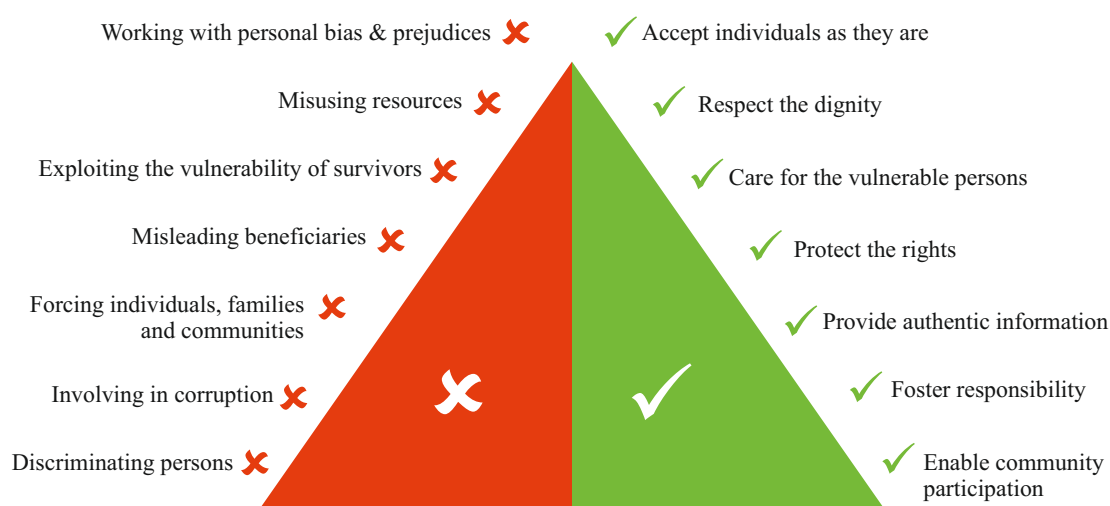 Working with personal bias & prejudices
Misusing resources
Exploiting the vulnerability of survivors
Misleading beneficiaries
Forcing individuals, families
and communities
Involving in corruption
Discriminating persons
Accept individuals as they are
Respect the dignity
Care for the vulnerable persons
Protect the rights
Provide authentic information
Foster responsibility
Enable community
participation